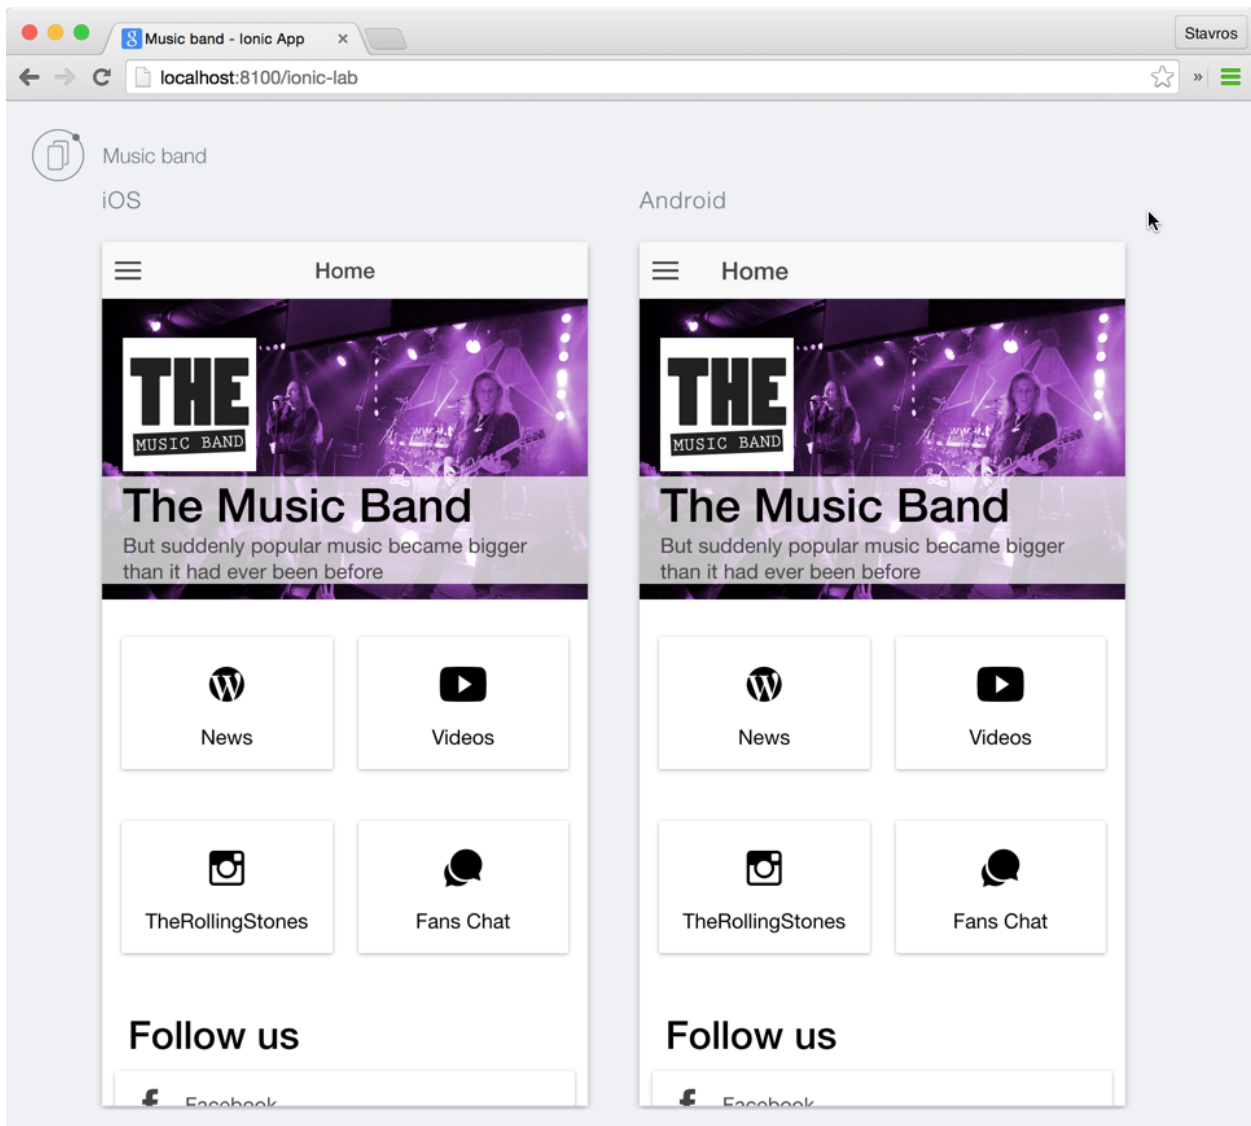 Music band - Ionic App
Stavros
localhost:8100/ionic-lab
Music band
iOS
Home
THE
MUSIC BAND
The Music Band
But suddenly popular music became bigger
than it had ever been before
News
Videos
TheRollingStones
Fans Chat
Follow us
Facebook
Android
Home
THE
MUSIC BAND
The Music Band
But suddenly popular music became bigger
than it had ever been before
News
Videos
TheRollingStones
Fans Chat
Follow us
Facebook